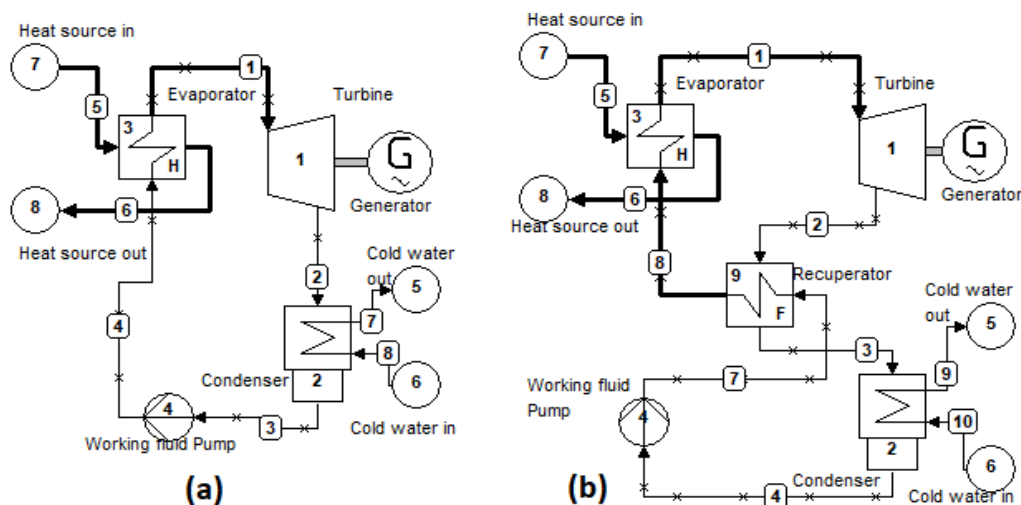 Heat source in
7
1
Evaporator
Turbine
5
3
H
1
G
Generator
8
6
Heat source out
Cold water
out
2
5
7
4
8
Condenser
2
6
4
3
Cold water in
Working fluid Pump
(a)
Heat source in
7
1
Evaporator
Turbine
5
3
H
1
G
Generator
8
6
Heat source out
2
8
9
Recuperator
F
Cold water
out
5
3
9
Working fluid
Pump
7
4
10
2
6
Condenser
4
Cold water in
(b)